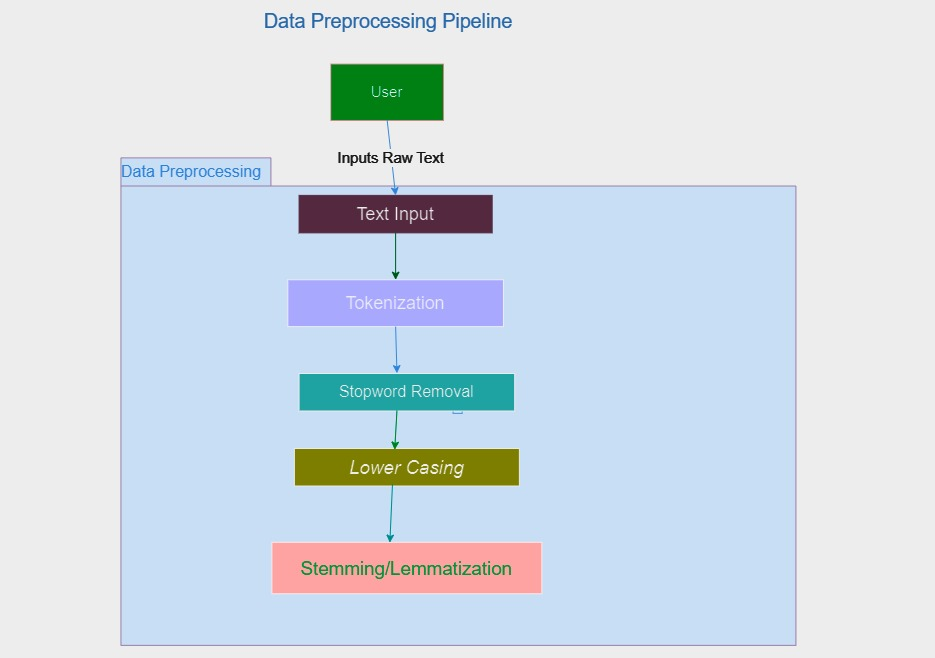 Data Preprocessing Pipeline
User
Inputs Raw Text
Data Preprocessing
Text Input
Tokenization
Stopword Removal
Lower Casing
Stemming/Lemmatization